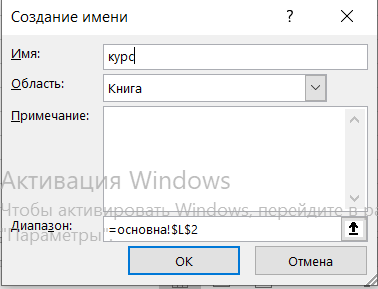 Создание имени ? ×
Имя: курс
Область: Книга
Примечание:
Активация Windows
Чтобы активировать Windows, перейдите в ра
"Параметры"
Диапазон: =основна!$L$2
ОК Отмена